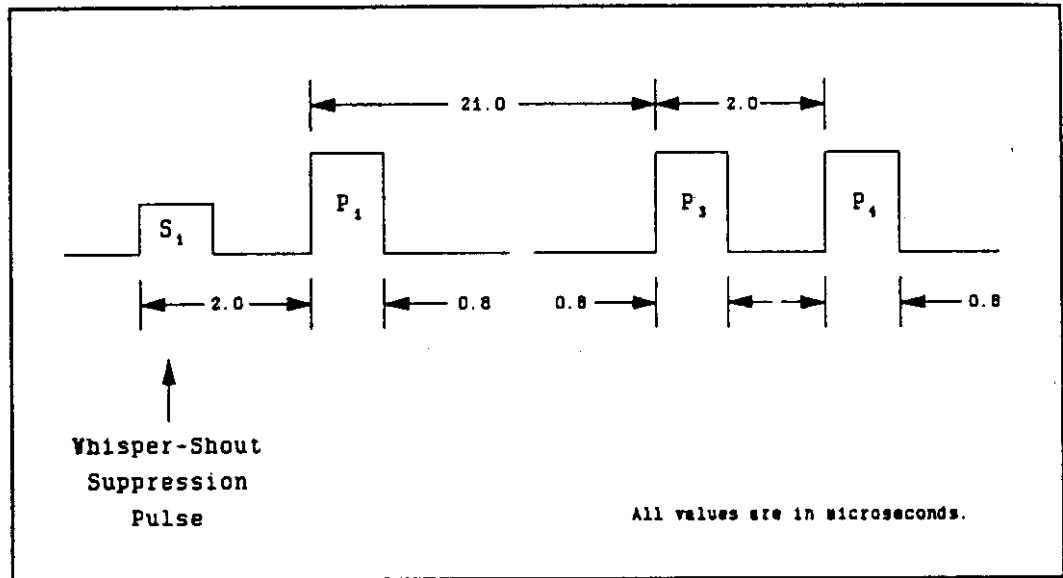 21.0
2.0
S₁
P₁
P₃
P₄
2.0
0.8
0.8
0.8
Whisper-Shout
Suppression
Pulse
All values are in microseconds.